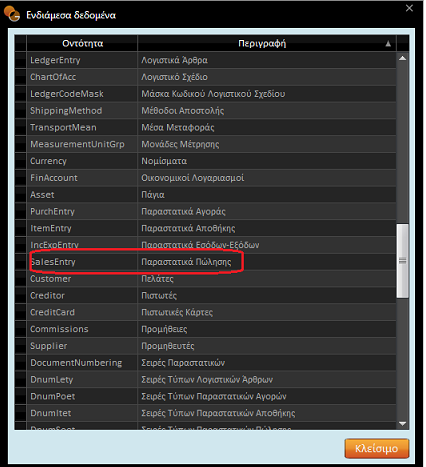 Ενδιάμεσα δεδομένα
Οντότητα Περιγραφή
LedgerEntry Λογιστικά Άρθρα
ChartOfAcc Λογιστικό Σχέδιο
LedgerCodeMask Μάσκα Κωδικού Λογιστικού Σχεδίου
ShippingMethod Μέθοδοι Αποστολής
TransportMean Μέσα Μεταφοράς
MeasurementUnitGrp Μονάδες Μέτρησης
Currency Νομίσματα
FinAccount Οικονομικοί Λογαριασμοί
Asset Πάγια
PurchEntry Παραστατικά Αγοράς
ItemEntry Παραστατικά Αποθήκης
IncExpEntry Παραστατικά Εσόδων-Εξόδων
SalesEntry Παραστατικά Πώλησης
Customer Πελάτες
Creditor Πιστωτές
CreditCard Πιστωτικές Κάρτες
Commissions Προμήθειες
Supplier Προμηθευτές
DocumentNumbering Σειρές Παραστατικών
DnumLety Σειρές Τύπων Λογιστικών Άρθρων
DnumPoet Σειρές Τύπων Παραστατικών Αγορών
DnumItet Σειρές Τύπων Παραστατικών Αποθήκης
Κλείσιμο